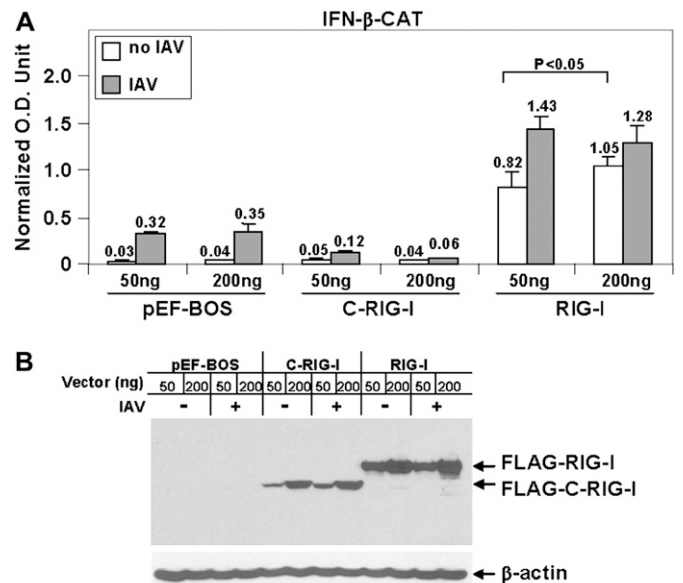 A
IFN-β-CAT
Normalized O.D. Unit
no IAV
IAV
2.0
1.0
0.5
0
P<0.05
0.03 0.32 0.04 0.35 0.05 0.12 0.04 0.06 0.82 1.43 1.05 1.28
50ng 200ng 50ng 200ng 50ng 200ng
pEF-BOS C-RIG-I RIG-I
B
pEF-BOS C-RIG-I RIG-I
Vector (ng) 50 200 50 200 50 200 50 200 50 200 50 200
IAV - + - + - +
FLAG-RIG-I
FLAG-C-RIG-I
β-actin